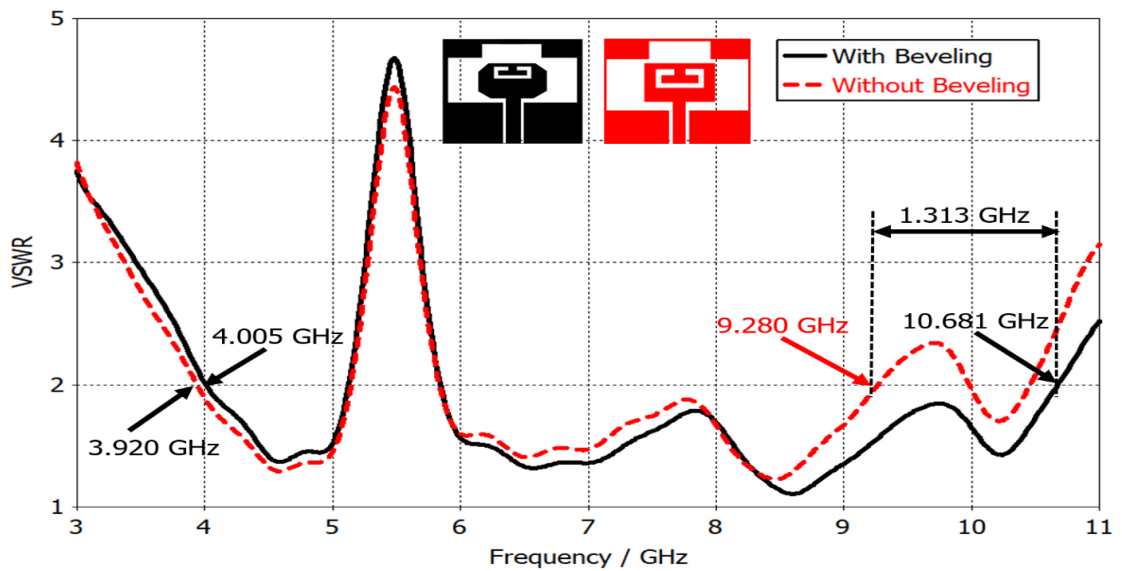 5
4
3
2
1
VSWR
With Beveling
Without Beveling
1.313 GHz
9.280 GHz
10.681 GHz
4.005 GHz
3.920 GHz
3 4 5 6 7 8 9 10 11
Frequency / GHz